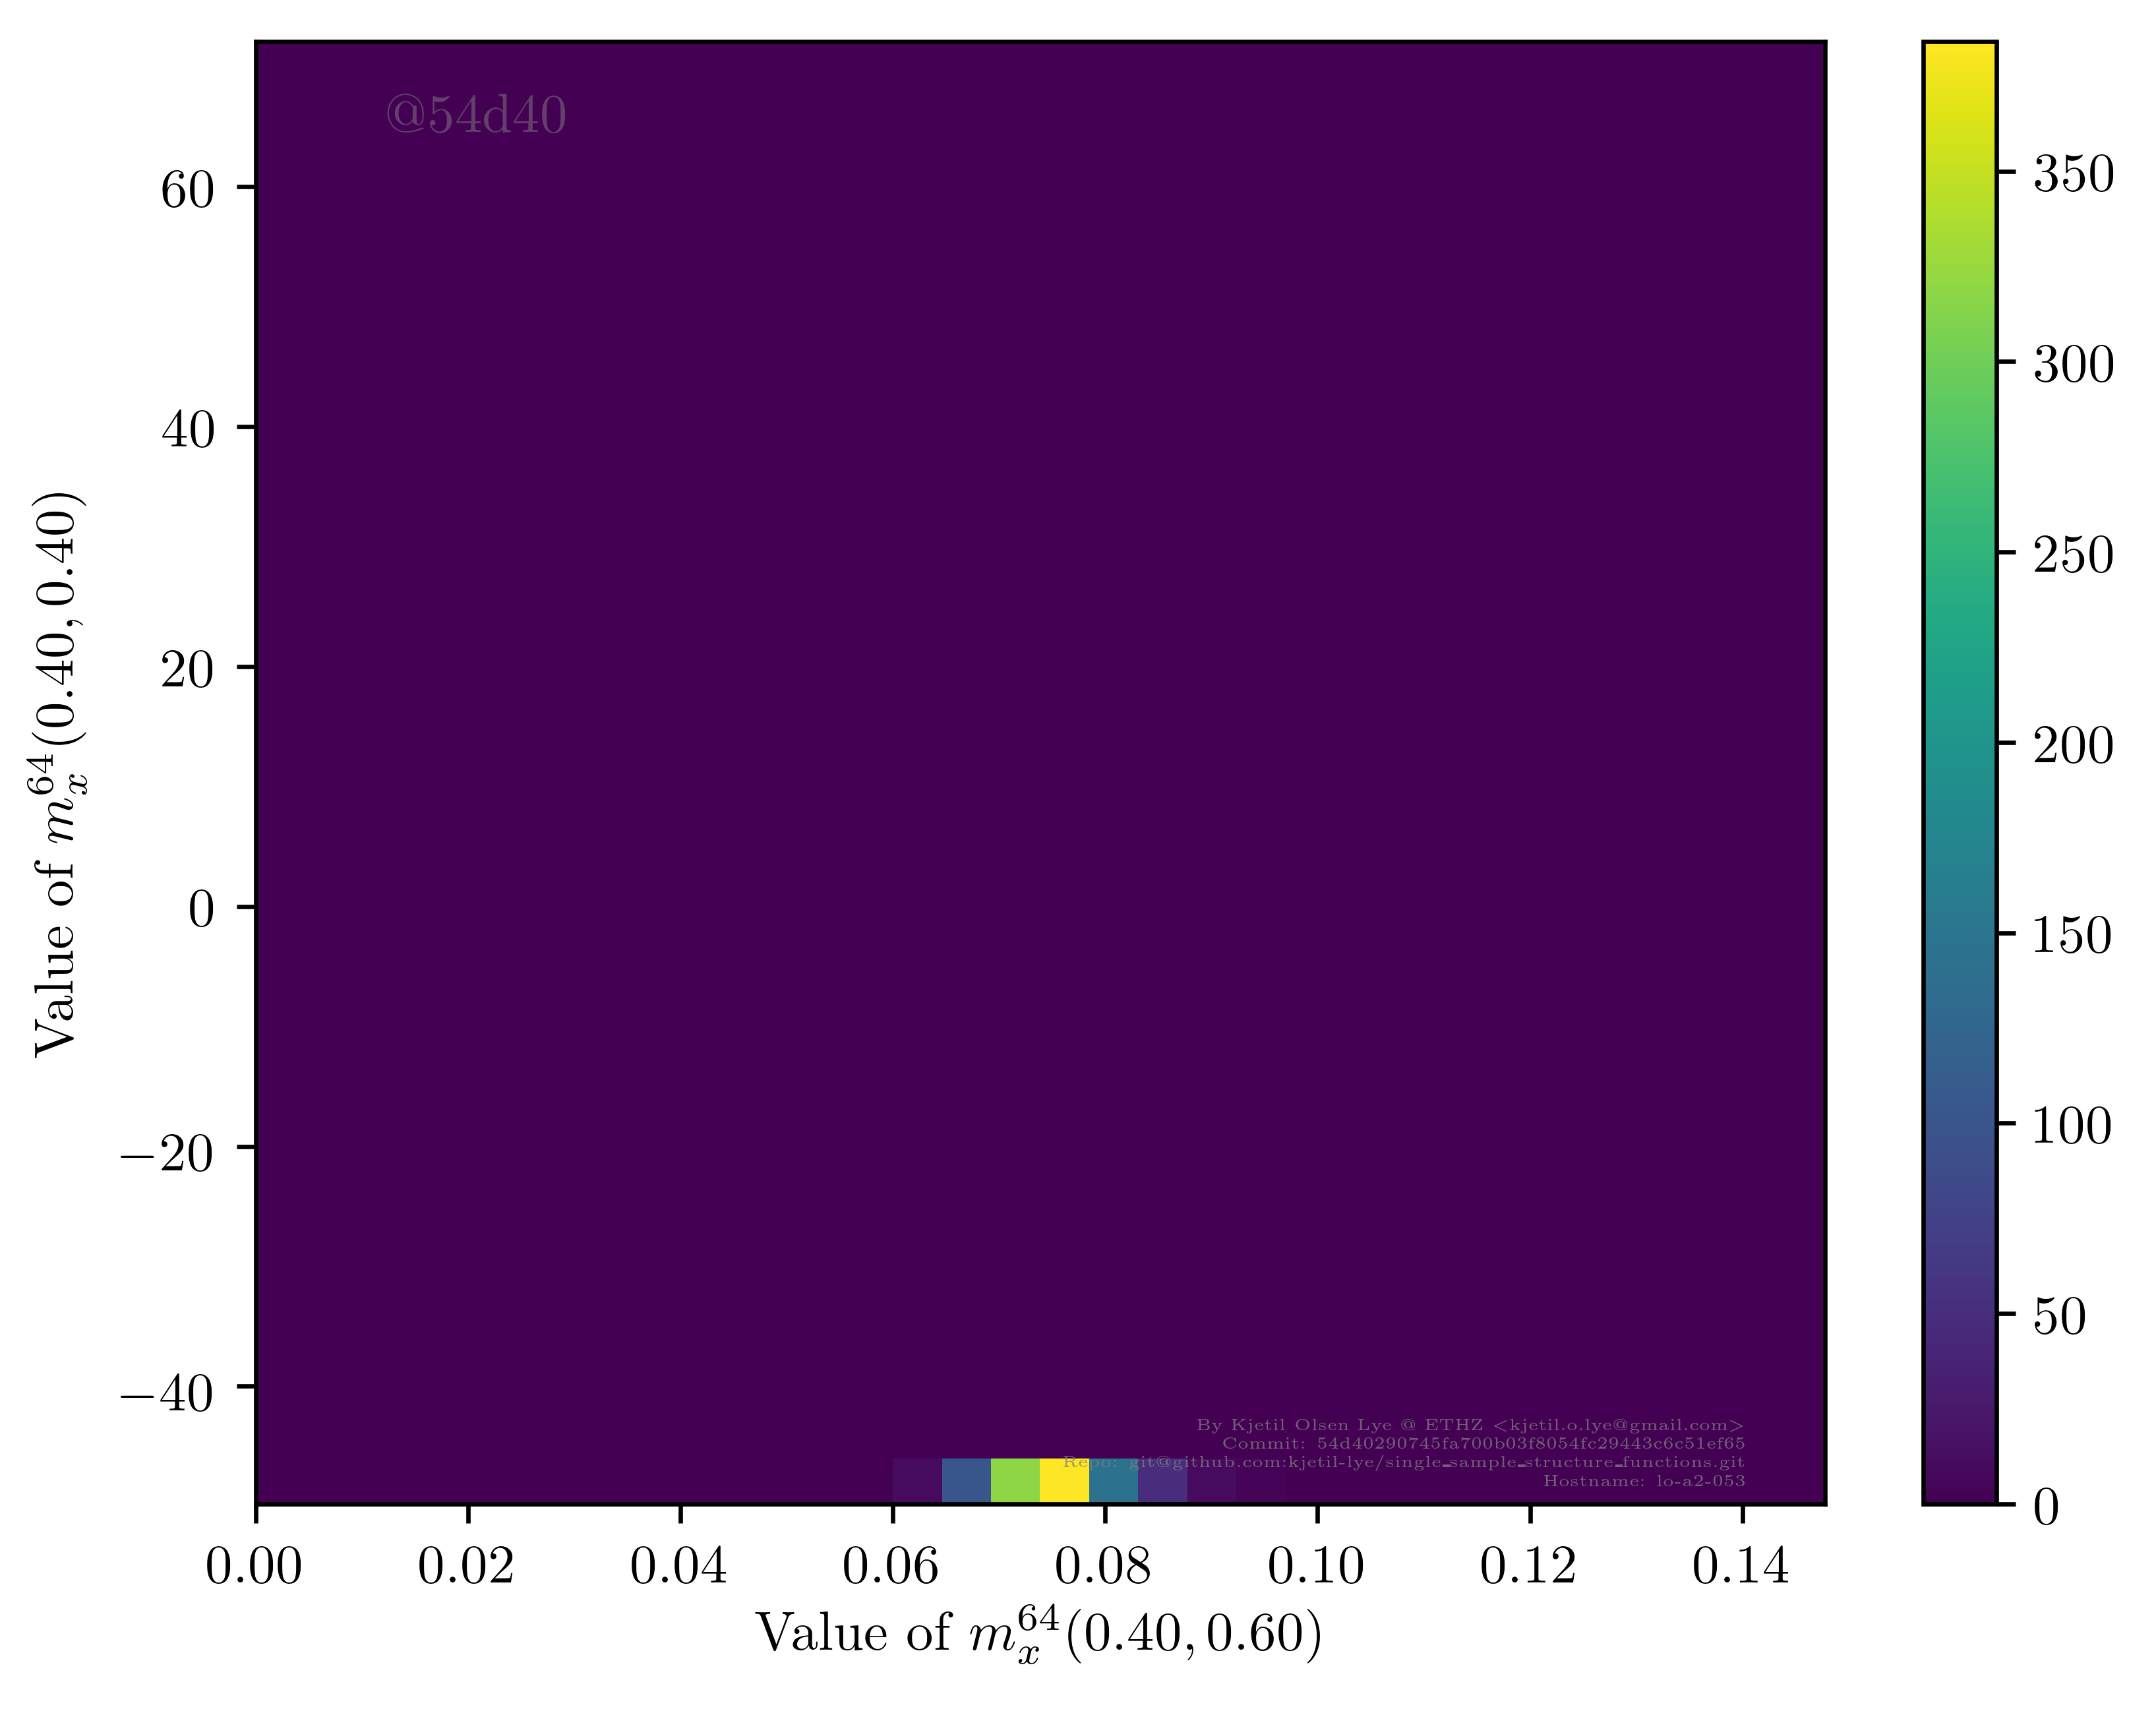 @54d40
60
40
20
0
−20
−40
Value of m_x^{64}(0.40, 0.40)
0.00 0.02 0.04 0.06 0.08 0.10 0.12 0.14
Value of m_x^{64}(0.40, 0.60)
By Kjetil Olsen Lye @ ETHZ <kjetil.o.lye@gmail.com>
Commit: 54d40290745fa700b03f8054fc29443c6c51ef65
Repo: git@github.com:kjetil-lye/single_sample_structure_functions.git
Hostname: lo-a2-053
350
300
250
200
150
100
50
0